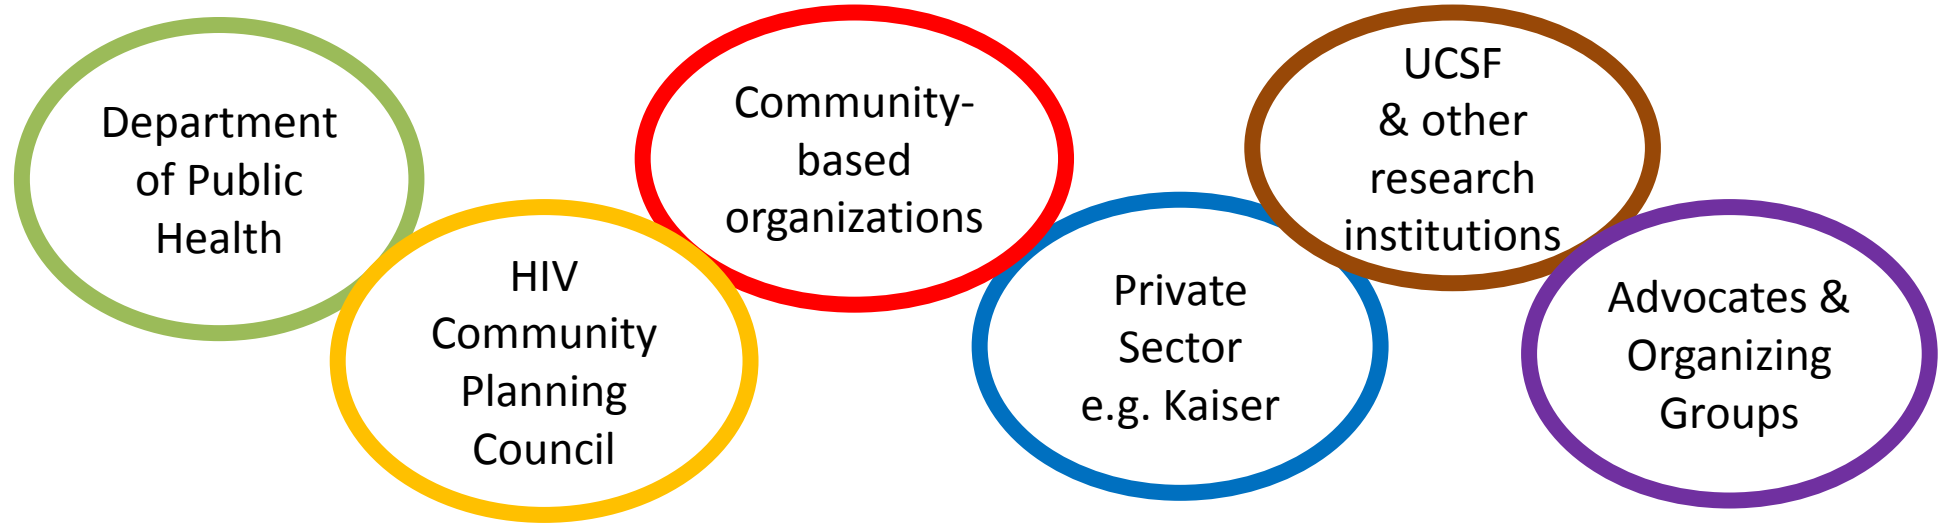 Department
of Public
Health
HIV
Community
Planning
Council
Community-
based
organizations
Private
Sector
e.g. Kaiser
UCSF
& other
research
institutions
Advocates &
Organizing
Groups